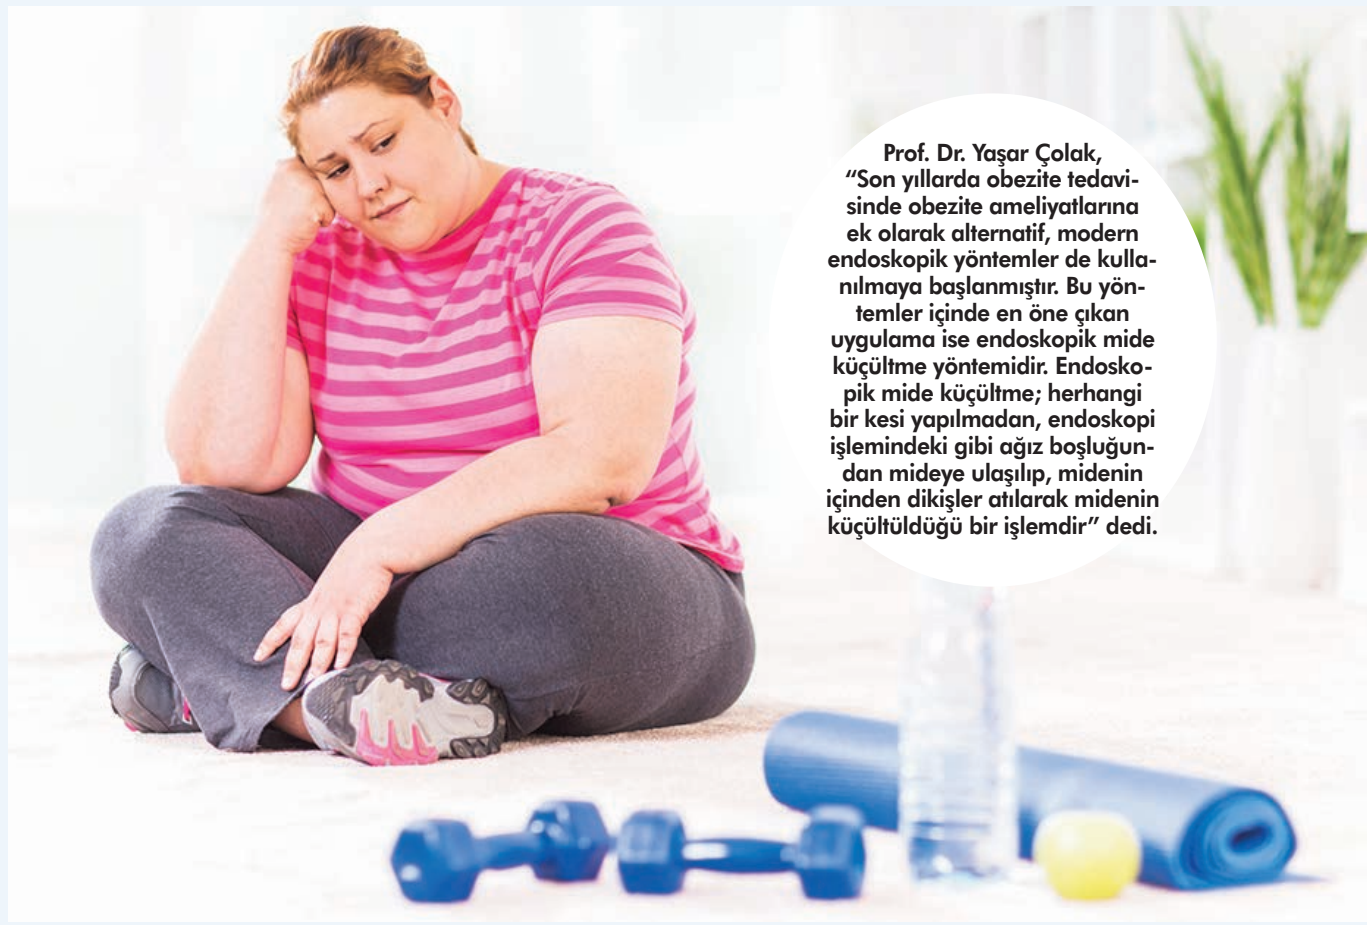 Prof. Dr. Yaşar Çolak,
“Son yıllarda obezite tedavi-
sinde obezite ameliyatlarına
ek olarak alternatif, modern
endoskopik yöntemler de kulla-
nılmaya başlanmıştır. Bu yön-
temler içinde en öne çıkan
uygulama ise endoskopik mide
küçültme yöntemidir. Endosko-
pik mide küçültme; herhangi
bir kesi yapılmadan, endoskopi
işlemindeki gibi ağız boşluğun-
dan mideye ulaşılıp, midenin
içinden dikişler atılarak midenin
küçültüldüğü bir işlemdir” dedi.